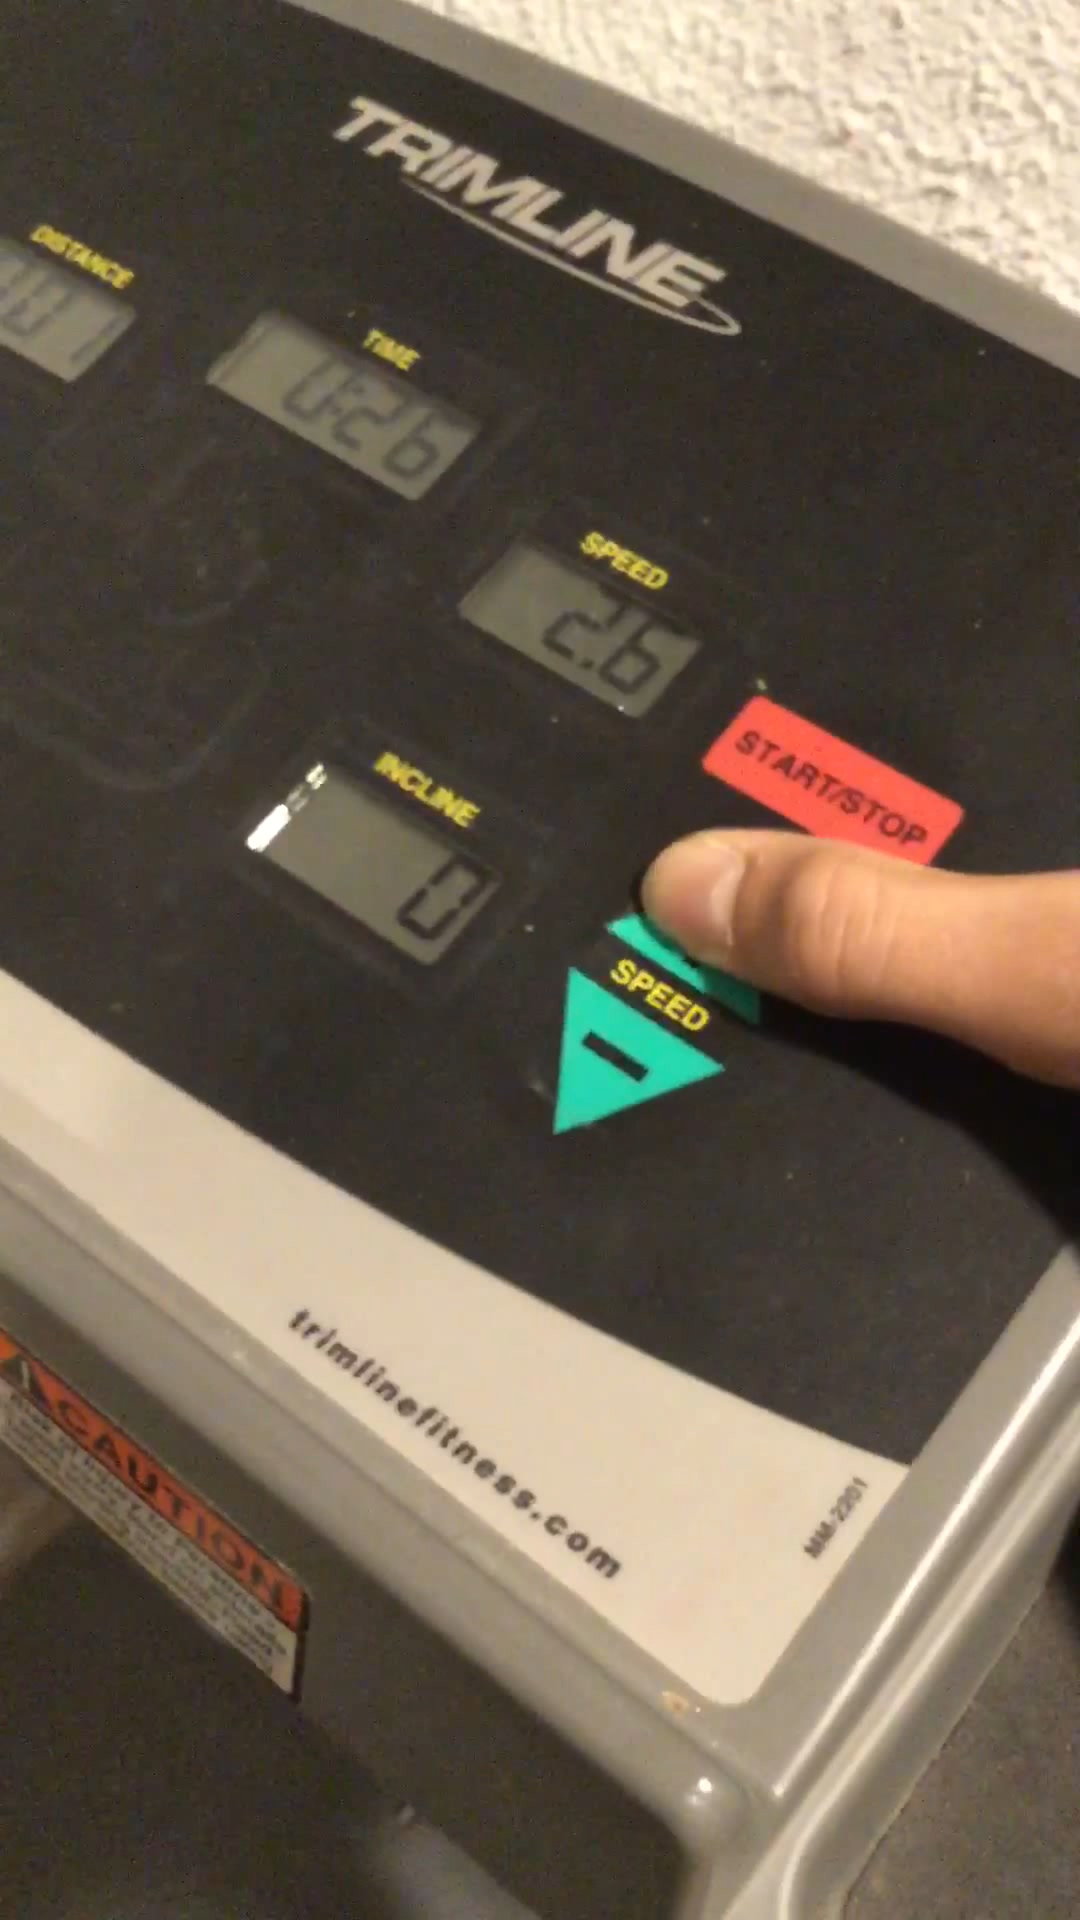 TRIMLINE
DISTANCE
TIME
0:26
SPEED
2.6
START/STOP
INCLINE
0
SPEED
trimlinefitness.com
MM-2201
CAUTION